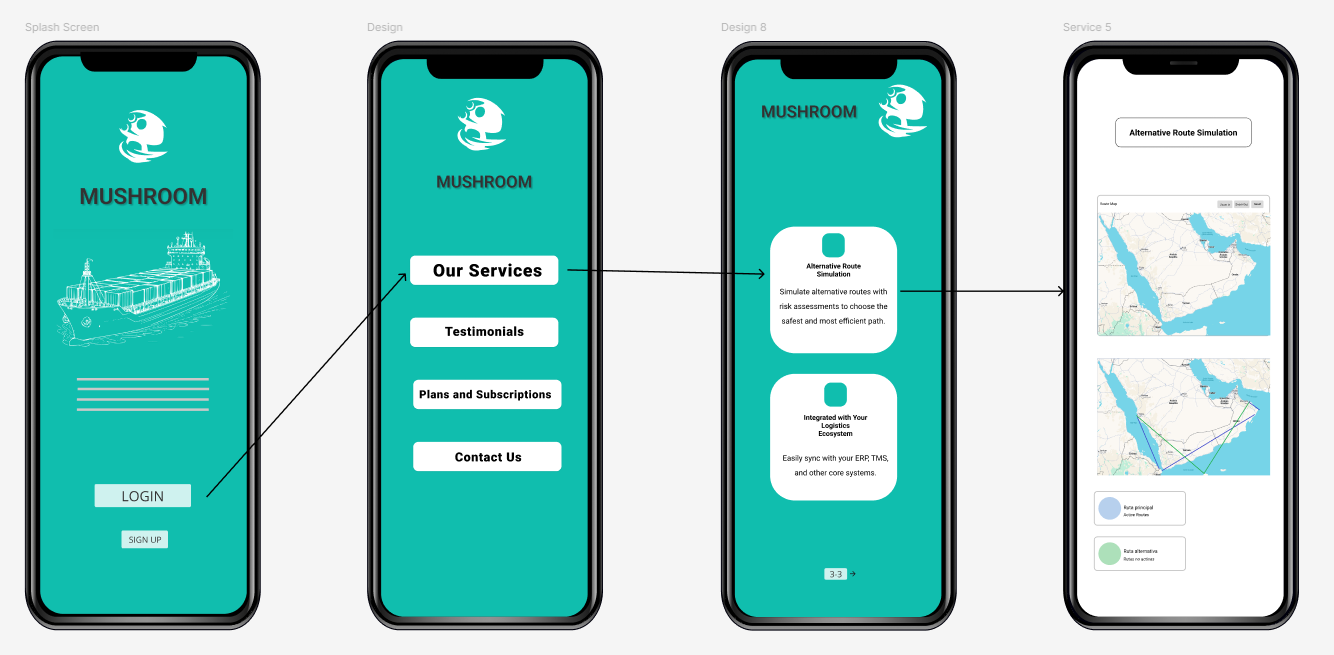 Splash Screen
MUSHROOM
LOGIN
SIGN UP
Design
MUSHROOM
Our Services
Testimonials
Plans and Subscriptions
Contact Us
Design 8
MUSHROOM
Alternative Route
Simulation
Simulate alternative routes with
risk assessments to choose the
safest and most efficient path.
Integrated with Your
Logistics
Ecosystem
Easily sync with your ERP, TMS,
and other core systems.
3-3
Service 5
Alternative Route Simulation
Route Map
Ruta principal
Active Routes
Ruta alternativa
Rutas no activas